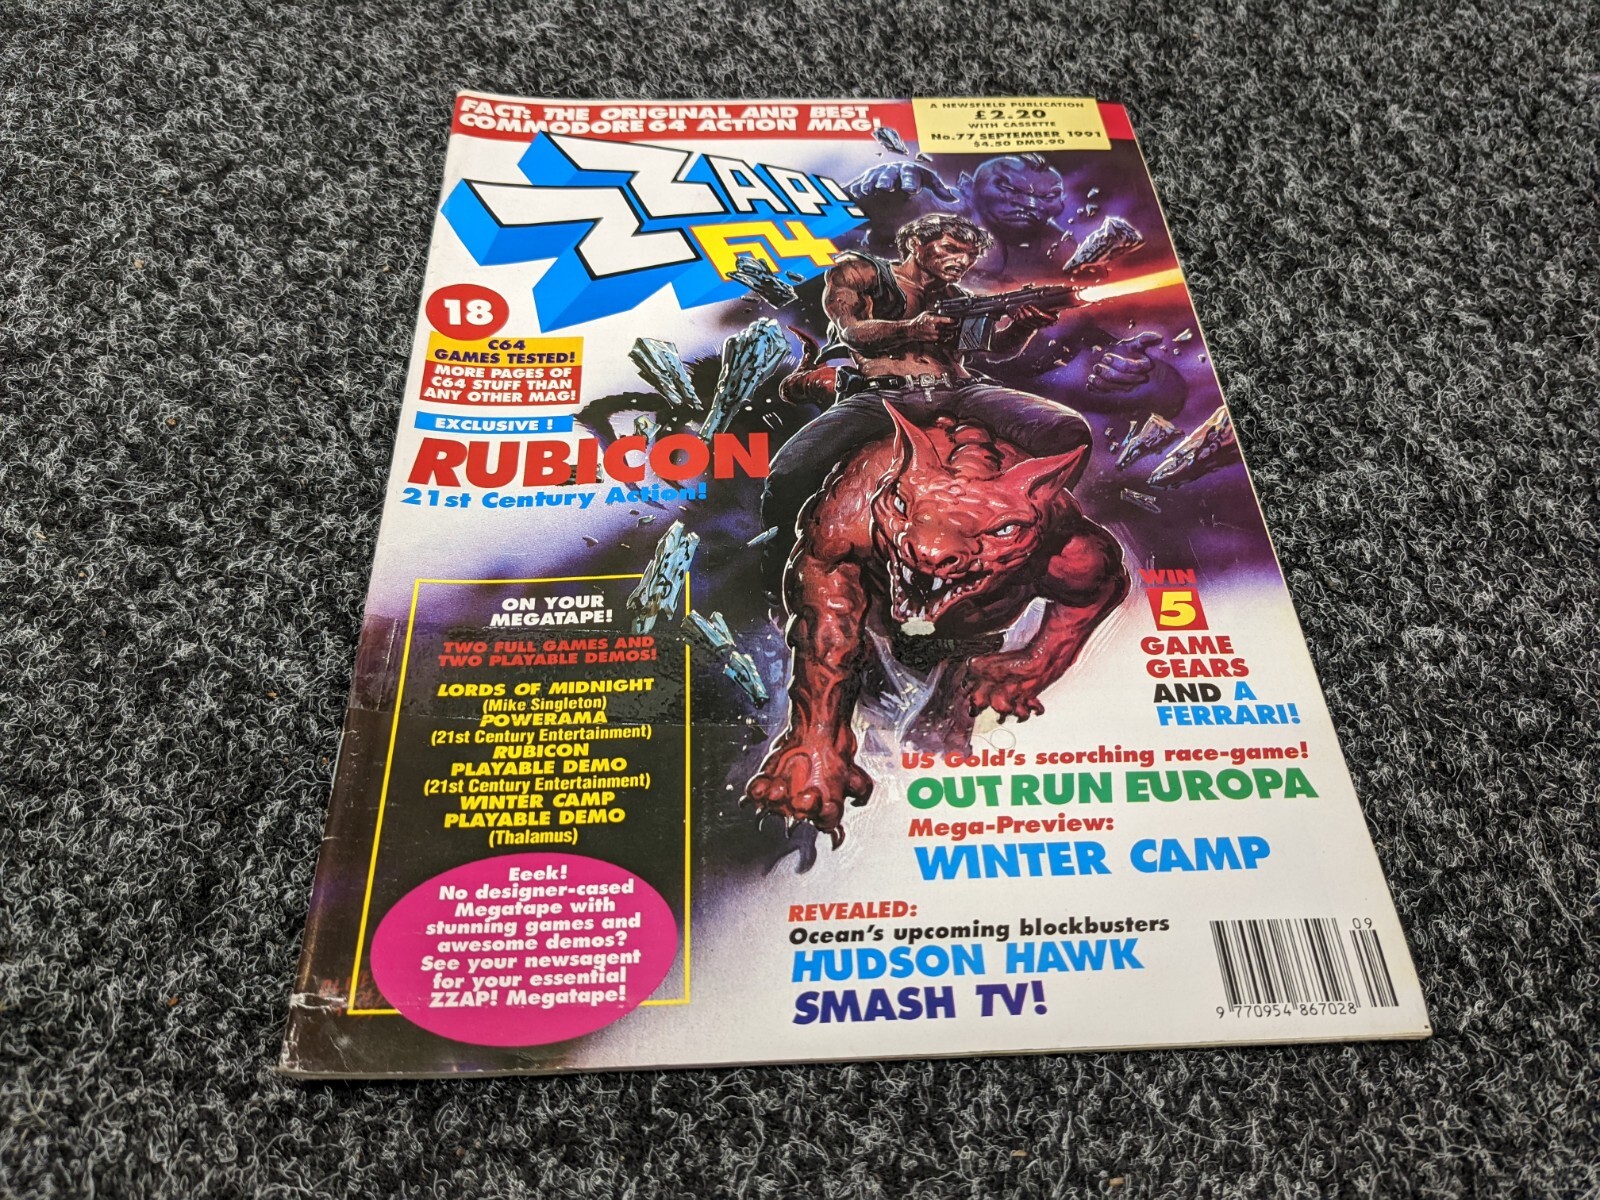 FACT: THE ORIGINAL AND BEST
COMMODORE 64 ACTION MAG!
A NEWSFIELD PUBLICATION
£2.20
WITH CASSETTE
No.77 SEPTEMBER 1991
$4.50 DM9.90
ZZAP!
64
18
C64
GAMES TESTED!
MORE PAGES OF
C64 STUFF THAN
ANY OTHER MAG!
EXCLUSIVE!
RUBICON
21st Century Action!
ON YOUR
MEGATAPE!
TWO FULL GAMES AND
TWO PLAYABLE DEMOS!
LORDS OF MIDNIGHT
(Mike Singleton)
POWERAMA
(21st Century Entertainment)
RUBICON
PLAYABLE DEMO
(21st Century Entertainment)
WINTER CAMP
PLAYABLE DEMO
(Thalamus)
Eeek!
No designer-cased
Megatape with
stunning games and
awesome demos?
See your newsagent
for your essential
ZZAP! Megatape!
WIN
5
GAME
GEARS
AND A
FERRARI!
US Gold's scorching race-game!
OUT RUN EUROPA
Mega-Preview:
WINTER CAMP
REVEALED:
Ocean's upcoming blockbusters
HUDSON HAWK
SMASH TV!
09
9 770954 867028